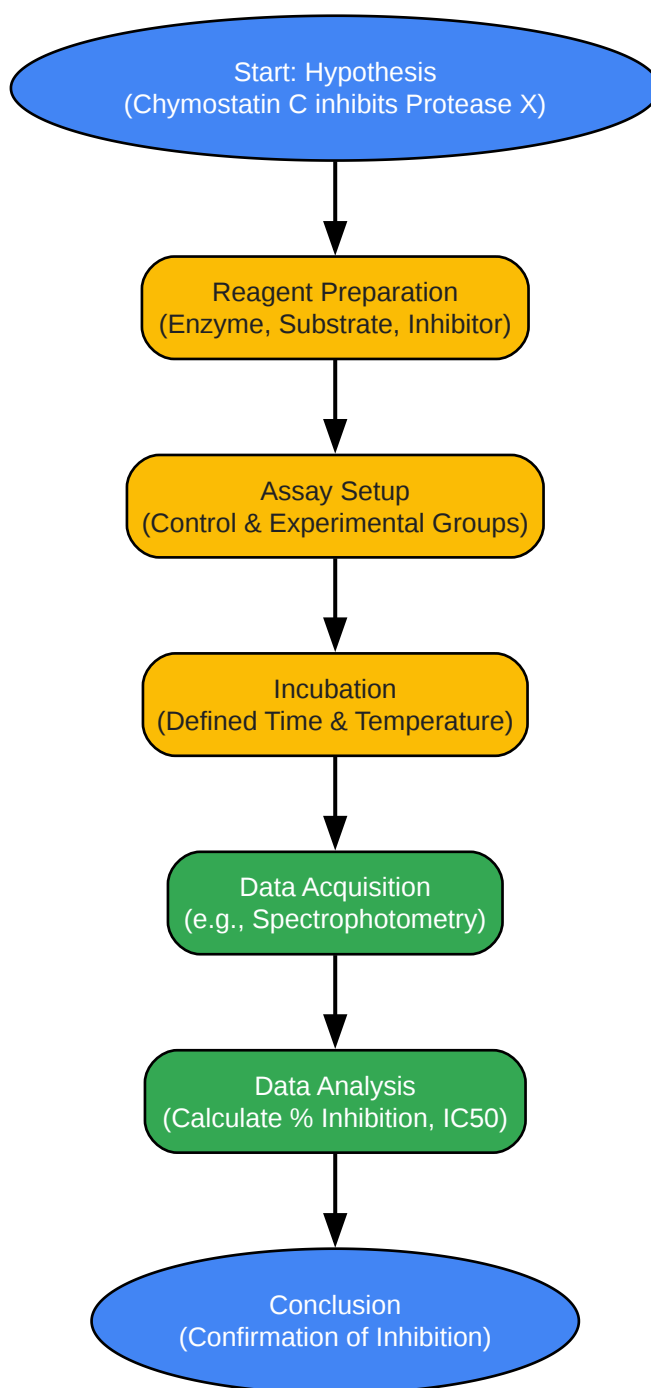 Start: Hypothesis
(Chymostatin C inhibits Protease X)
Reagent Preparation
(Enzyme, Substrate, Inhibitor)
Assay Setup
(Control & Experimental Groups)
Incubation
(Defined Time & Temperature)
Data Acquisition
(e.g., Spectrophotometry)
Data Analysis
(Calculate % Inhibition, IC50)
Conclusion
(Confirmation of Inhibition)